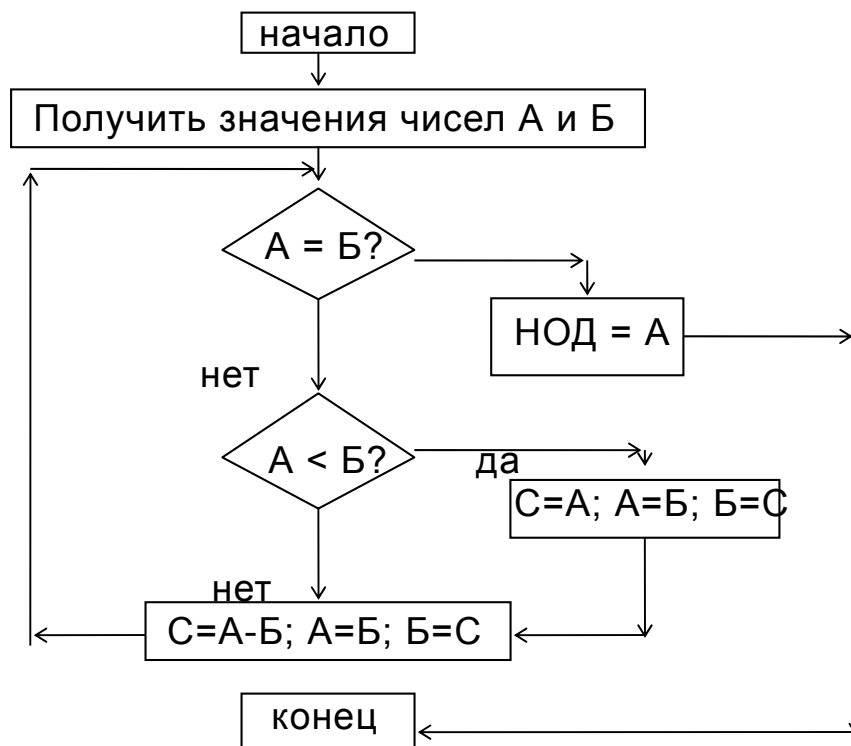 начало
Получить значения чисел А и Б
А = Б?
НОД = А
нет
А < Б?
да
С=А; А=Б; Б=С
нет
С=А-Б; А=Б; Б=С
конец